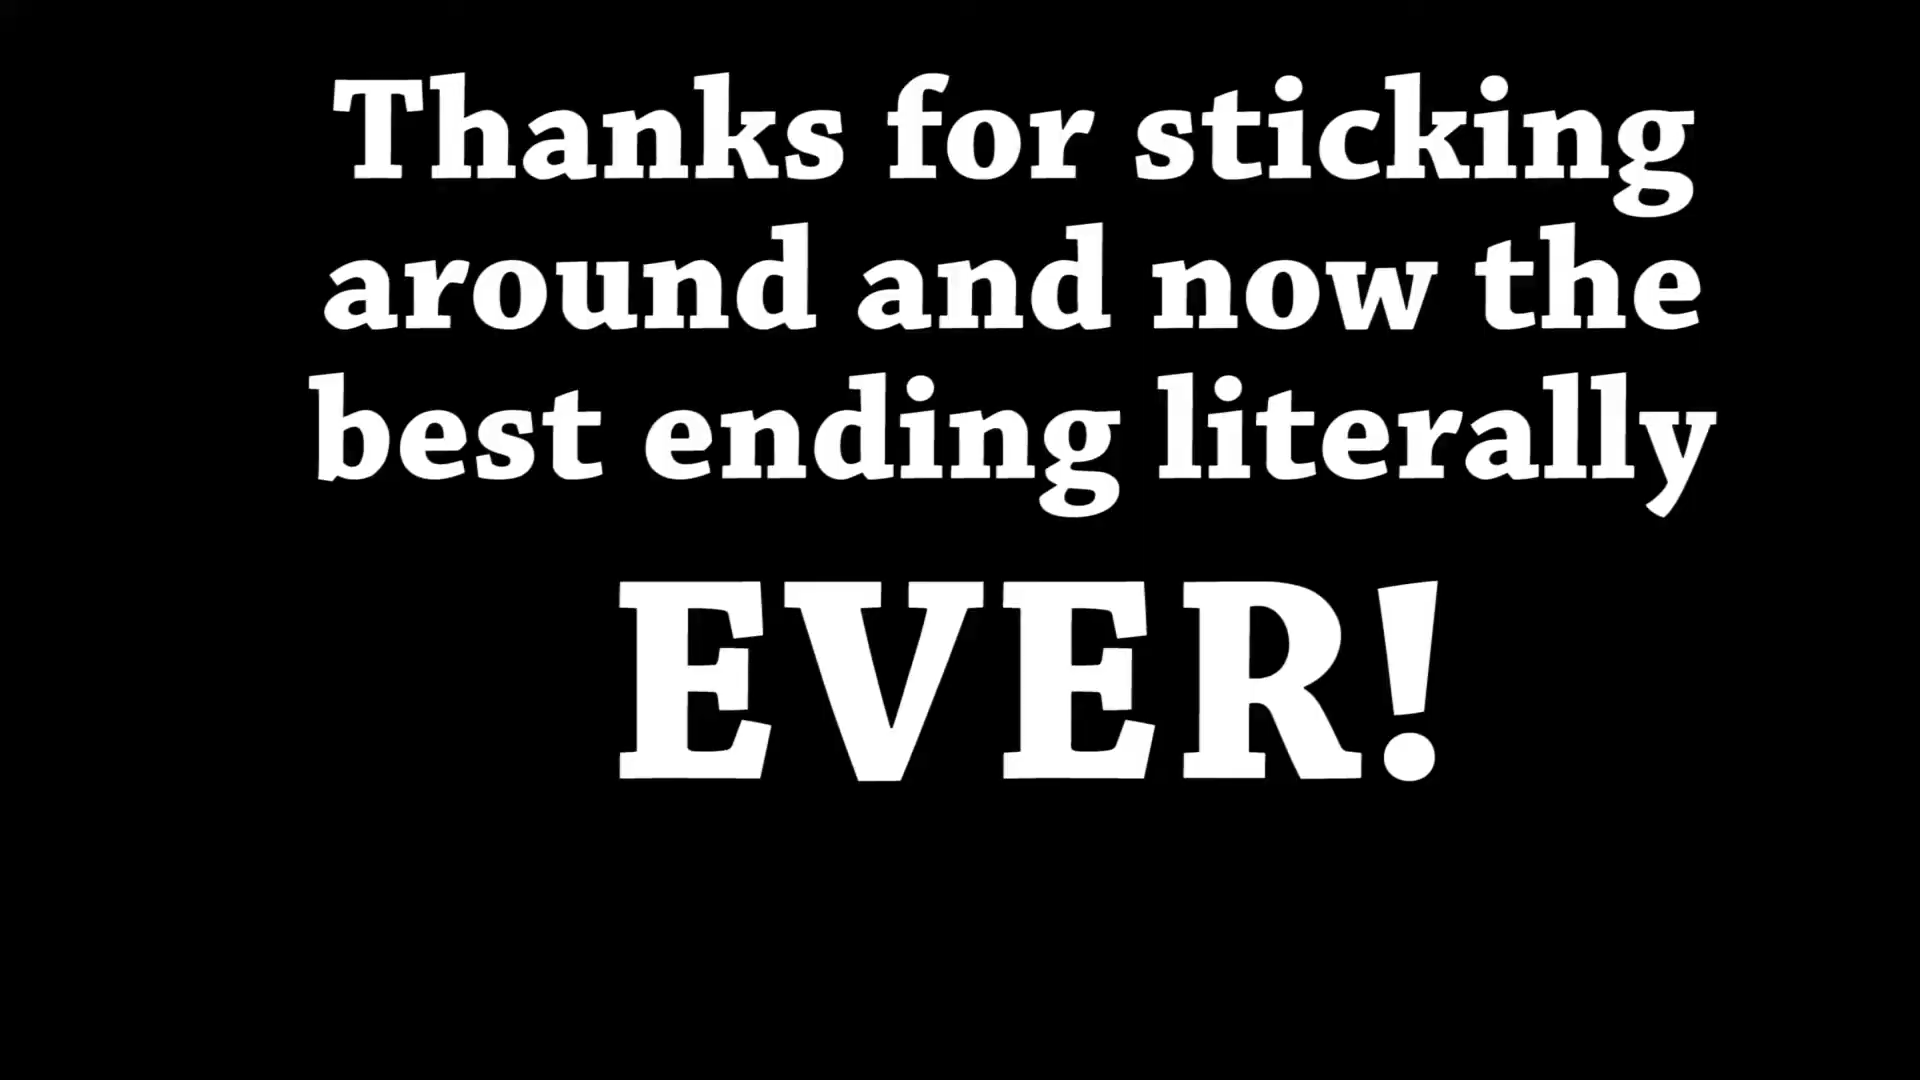 Thanks for sticking
around and now the
best ending literally
EVER!